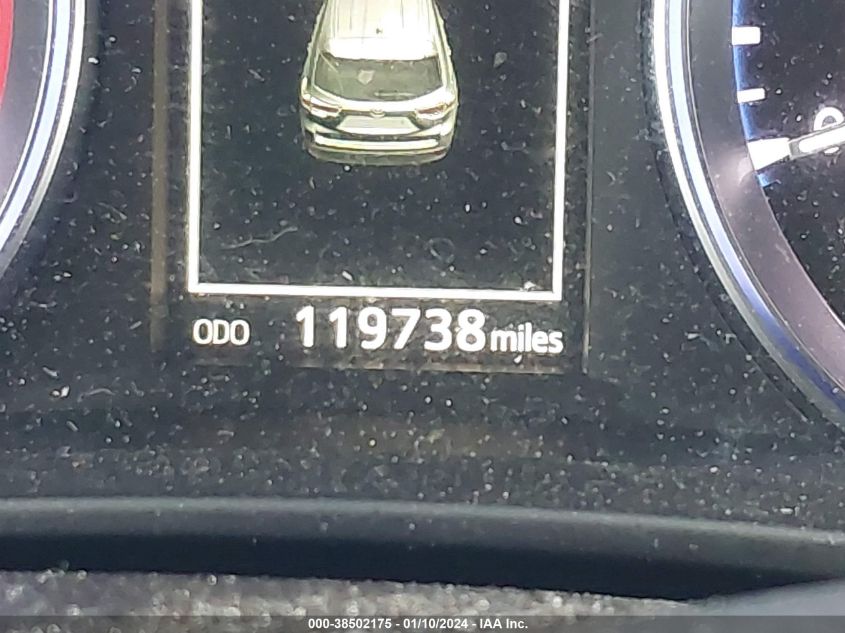 ODO 119738 miles
000-38502175 - 01/10/2024 - IAA Inc.